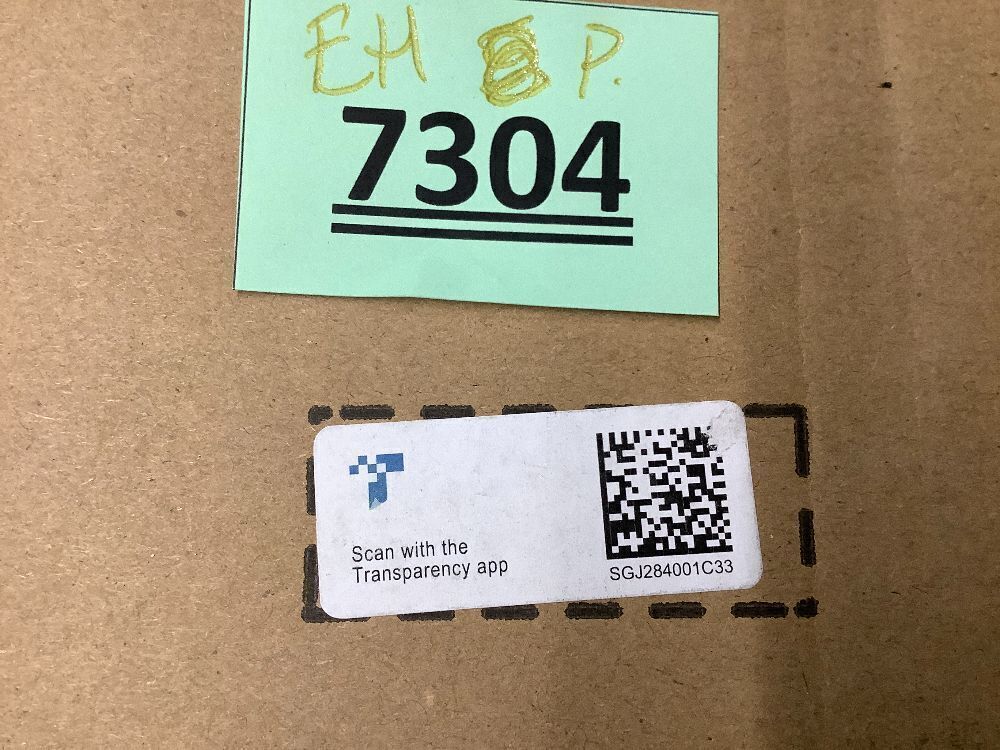 EH P.
7304
Scan with the
Transparency app
SGJ284001C33